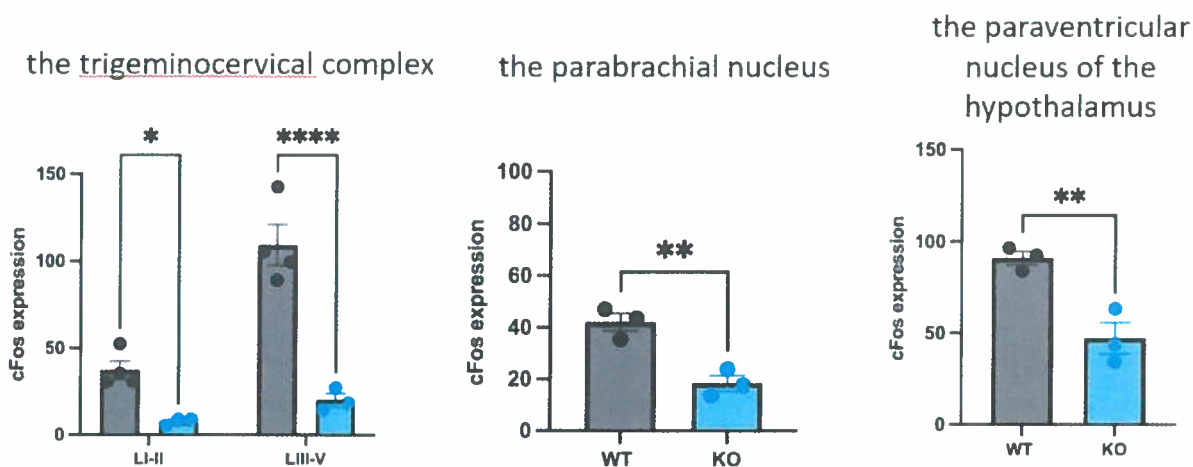 the trigeminocervical complex
*
****
150
100
50
0
cFos expression
LI-II
LIII-V
the parabrachial nucleus
**
100
80
60
40
20
0
cFos expression
WT
KO
the paraventricular
nucleus of the
hypothalamus
**
150
100
50
0
cFos expression
WT
KO